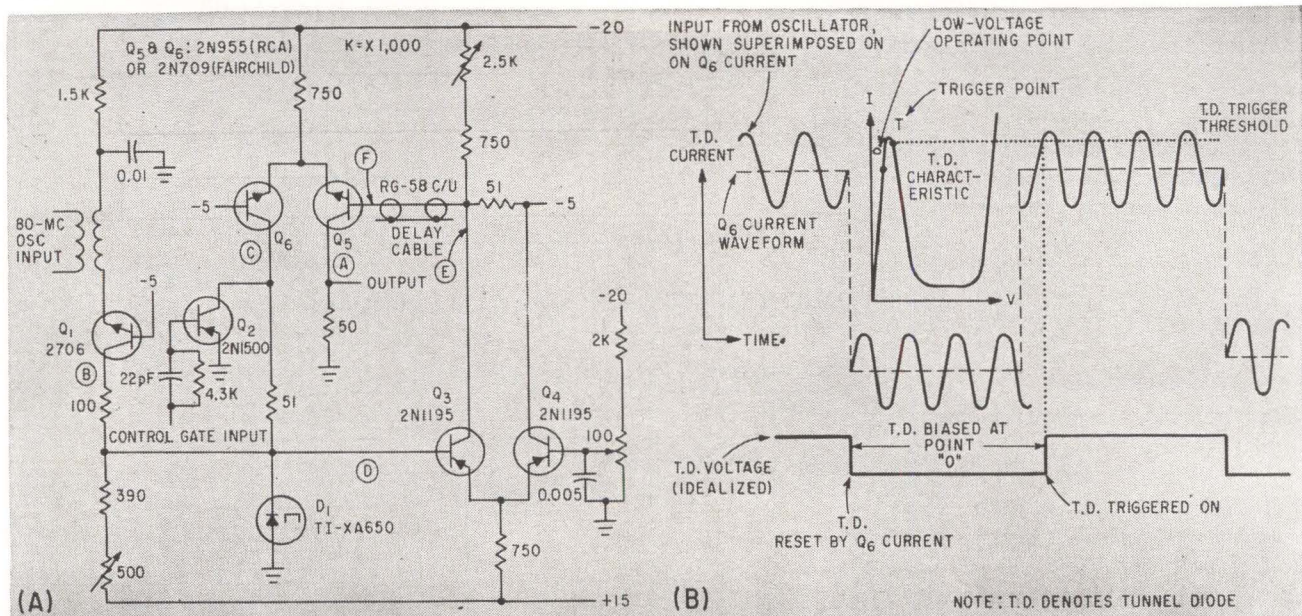 Q5 & Q6: 2N955(RCA)
OR 2N709(FAIRCHILD)
K=X1,000
-20
1.5K
750
2.5K
750
0.01
F
RG-58 C/U
51
-5
-5
DELAY
CABLE
80-MC
OSC
INPUT
Q6
C
Q5
A
E
OUTPUT
-5
-20
Q1
2706
Q2
2N1500
50
2K
B
22pF
4.3K
100
51
Q3
2N1195
Q4
2N1195
100
CONTROL GATE INPUT
D
0.005
390
D1
TI-XA650
750
500
+15
(A)
INPUT FROM OSCILLATOR,
SHOWN SUPERIMPOSED
ON Q6 CURRENT
LOW-VOLTAGE
OPERATING POINT
TRIGGER POINT
I
T
O
T.D.
CURRENT
T.D. TRIGGER
THRESHOLD
T.D.
CHARACT-
ERISTIC
Q6 CURRENT
WAVEFORM
V
TIME
T.D. BIASED AT
POINT
"O"
T.D. VOLTAGE
(IDEALIZED)
T.D.
RESET BY Q6 CURRENT
T.D. TRIGGERED ON
(B)
NOTE: T.D. DENOTES TUNNEL DIODE